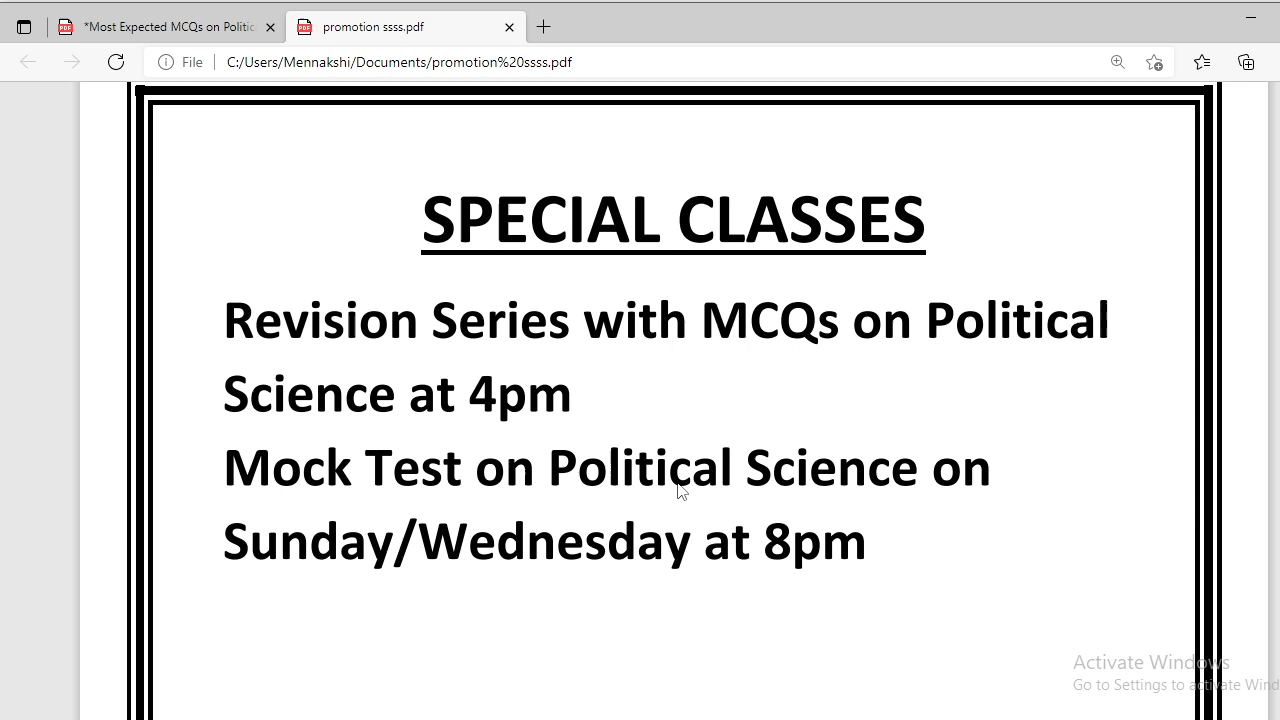 *Most Expected MCQs on Politic
promotion ssss.pdf
File
C:/Users/Mennakshi/Documents/promotion%20ssss.pdf
SPECIAL CLASSES
Revision Series with MCQs on Political
Science at 4pm
Mock Test on Political Science on
Sunday/Wednesday at 8pm
Activate Windows
Go to Settings to activate Wind